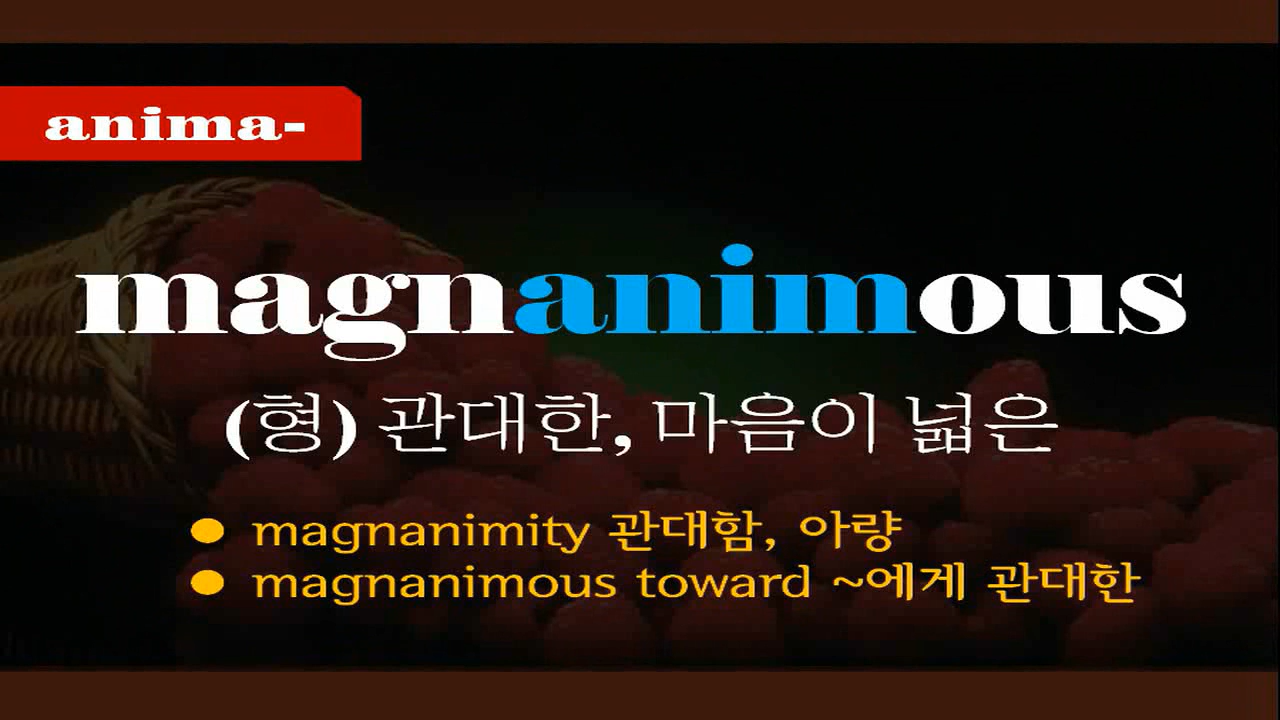 anima-
magnanimous
(형) 관대한, 마음이 넓은
● magnanimity 관대함, 아량
● magnanimous toward ~에게 관대한